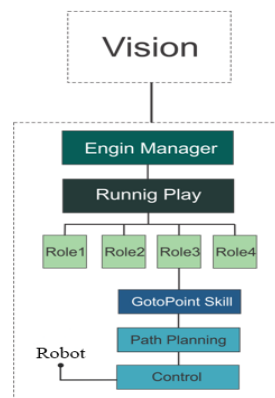 Vision
Engin Manager
Runnig Play
Role1 Role2 Role3 Role4
GotoPoint Skill
Path Planning
Robot
Control